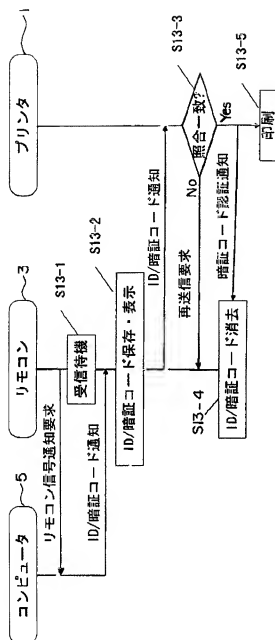 コンピュータ 5
リモコン 3
プリンタ 1
リモコン信号通知要求
受信待機 S13-1
ID/暗証コード通知
ID/暗証コード保存・表示 S13-2
ID/暗証コード通知
照合一致? S13-3
No
Yes
再送信要求
暗証コード認証通知
S13-4 ID/暗証コード消去
印刷 S13-5